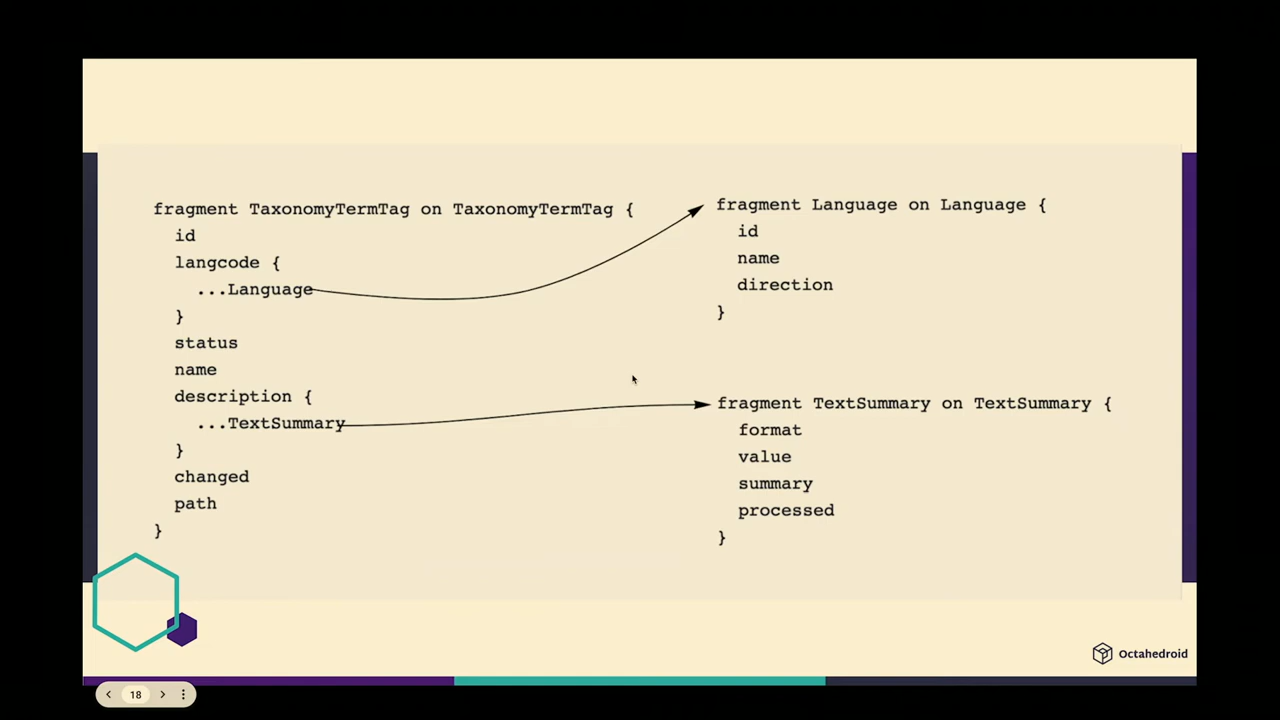 fragment TaxonomyTermTag on TaxonomyTermTag {
  id
  langcode {
    ...Language
  }
  status
  name
  description {
    ...TextSummary
  }
  changed
  path
}
fragment Language on Language {
  id
  name
  direction
}
fragment TextSummary on TextSummary {
  format
  value
  summary
  processed
}
Octahedroid
18